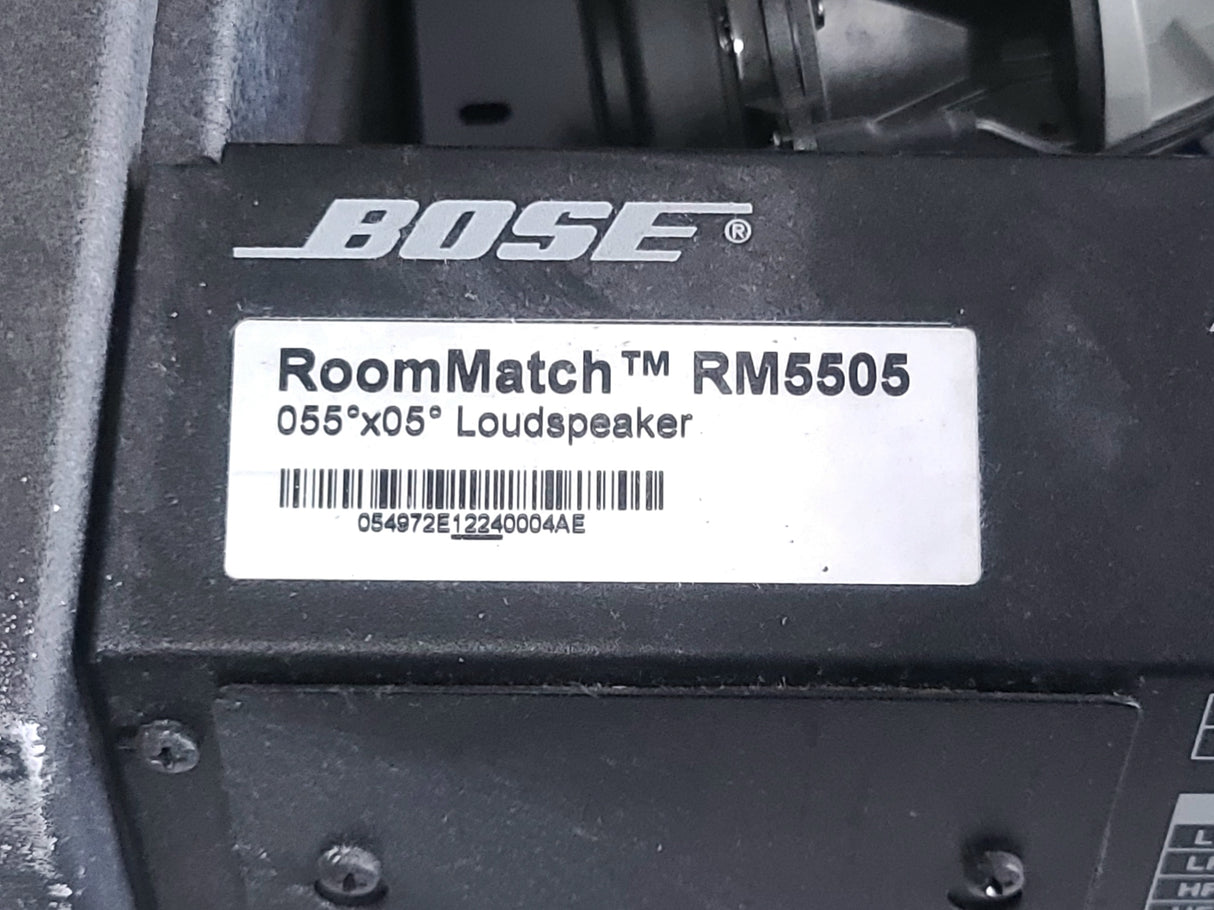 BOSE®
RoomMatch™ RM5505
055°x05° Loudspeaker
054972E12240004AE